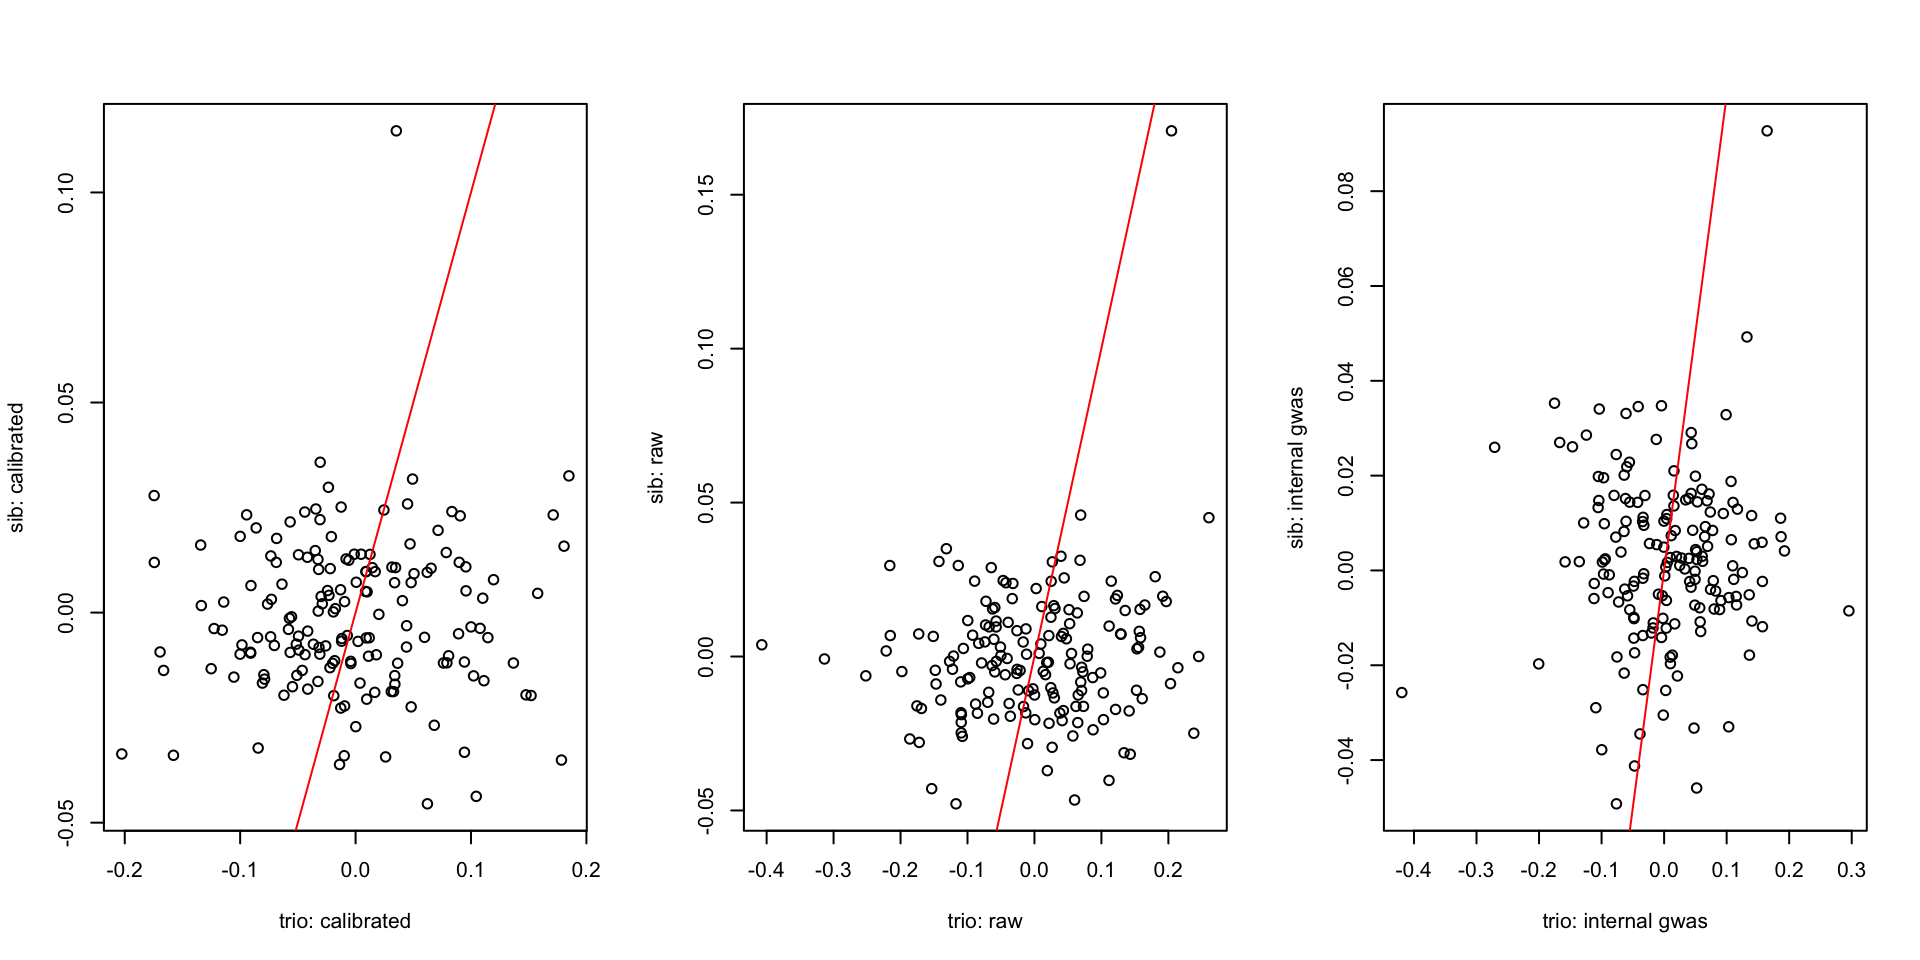 sib: calibrated
0.10
0.05
0.00
-0.05
-0.2 -0.1 0.0 0.1 0.2
trio: calibrated
sib: raw
0.15
0.10
0.05
0.00
-0.05
-0.4 -0.3 -0.2 -0.1 0.0 0.1 0.2
trio: raw
sib: internal gwas
0.08
0.06
0.04
0.02
0.00
-0.02
-0.04
-0.4 -0.3 -0.2 -0.1 0.0 0.1 0.2 0.3
trio: internal gwas